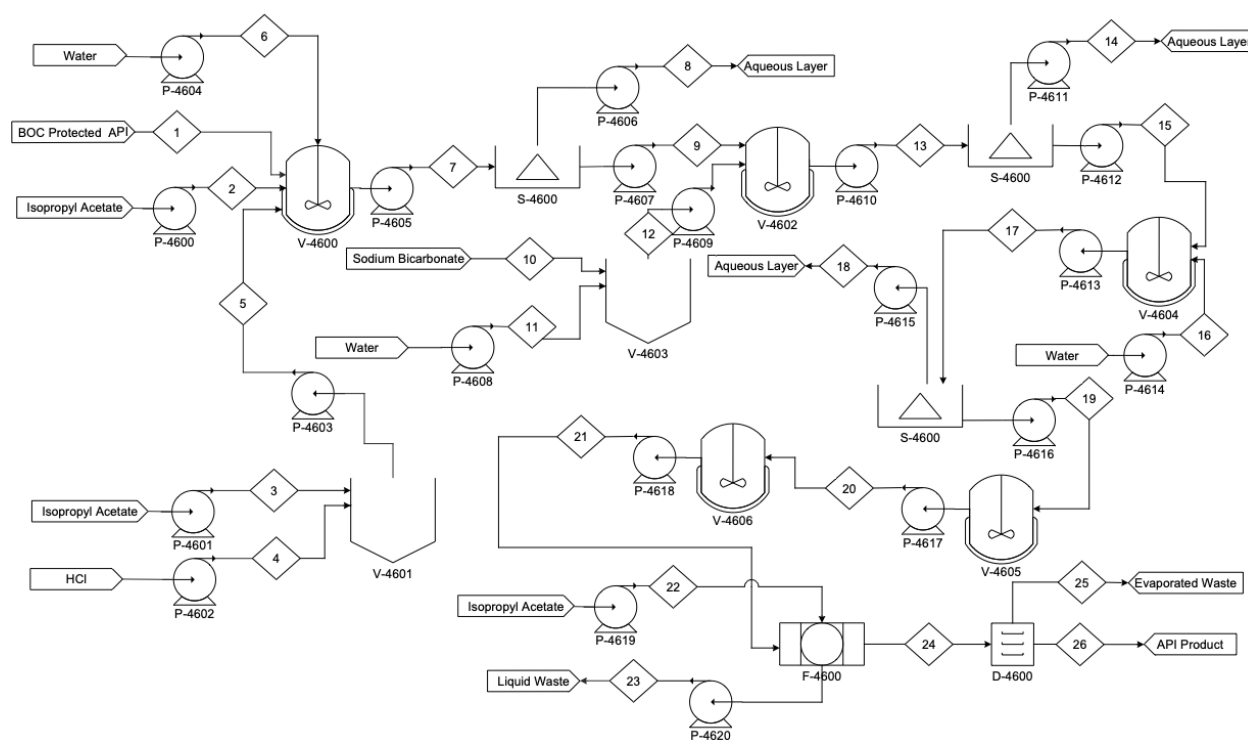 Water
6
P-4604
8
Aqueous Layer
P-4606
14
Aqueous Layer
P-4611
BOC Protected API
1
7
9
13
15
Isopropyl Acetate
2
P-4600
V-4600
P-4605
S-4600
P-4607
V-4602
P-4610
S-4600
P-4612
12
P-4609
Sodium Bicarbonate
10
Aqueous Layer
18
17
P-4613
V-4604
5
11
Water
P-4608
V-4603
P-4615
16
Water
P-4614
P-4603
19
S-4600
P-4616
21
P-4618
V-4606
20
P-4617
V-4605
3
Isopropyl Acetate
P-4601
4
HCl
P-4602
V-4601
22
Isopropyl Acetate
P-4619
25
Evaporated Waste
24
26
API Product
F-4600
D-4600
Liquid Waste
23
P-4620